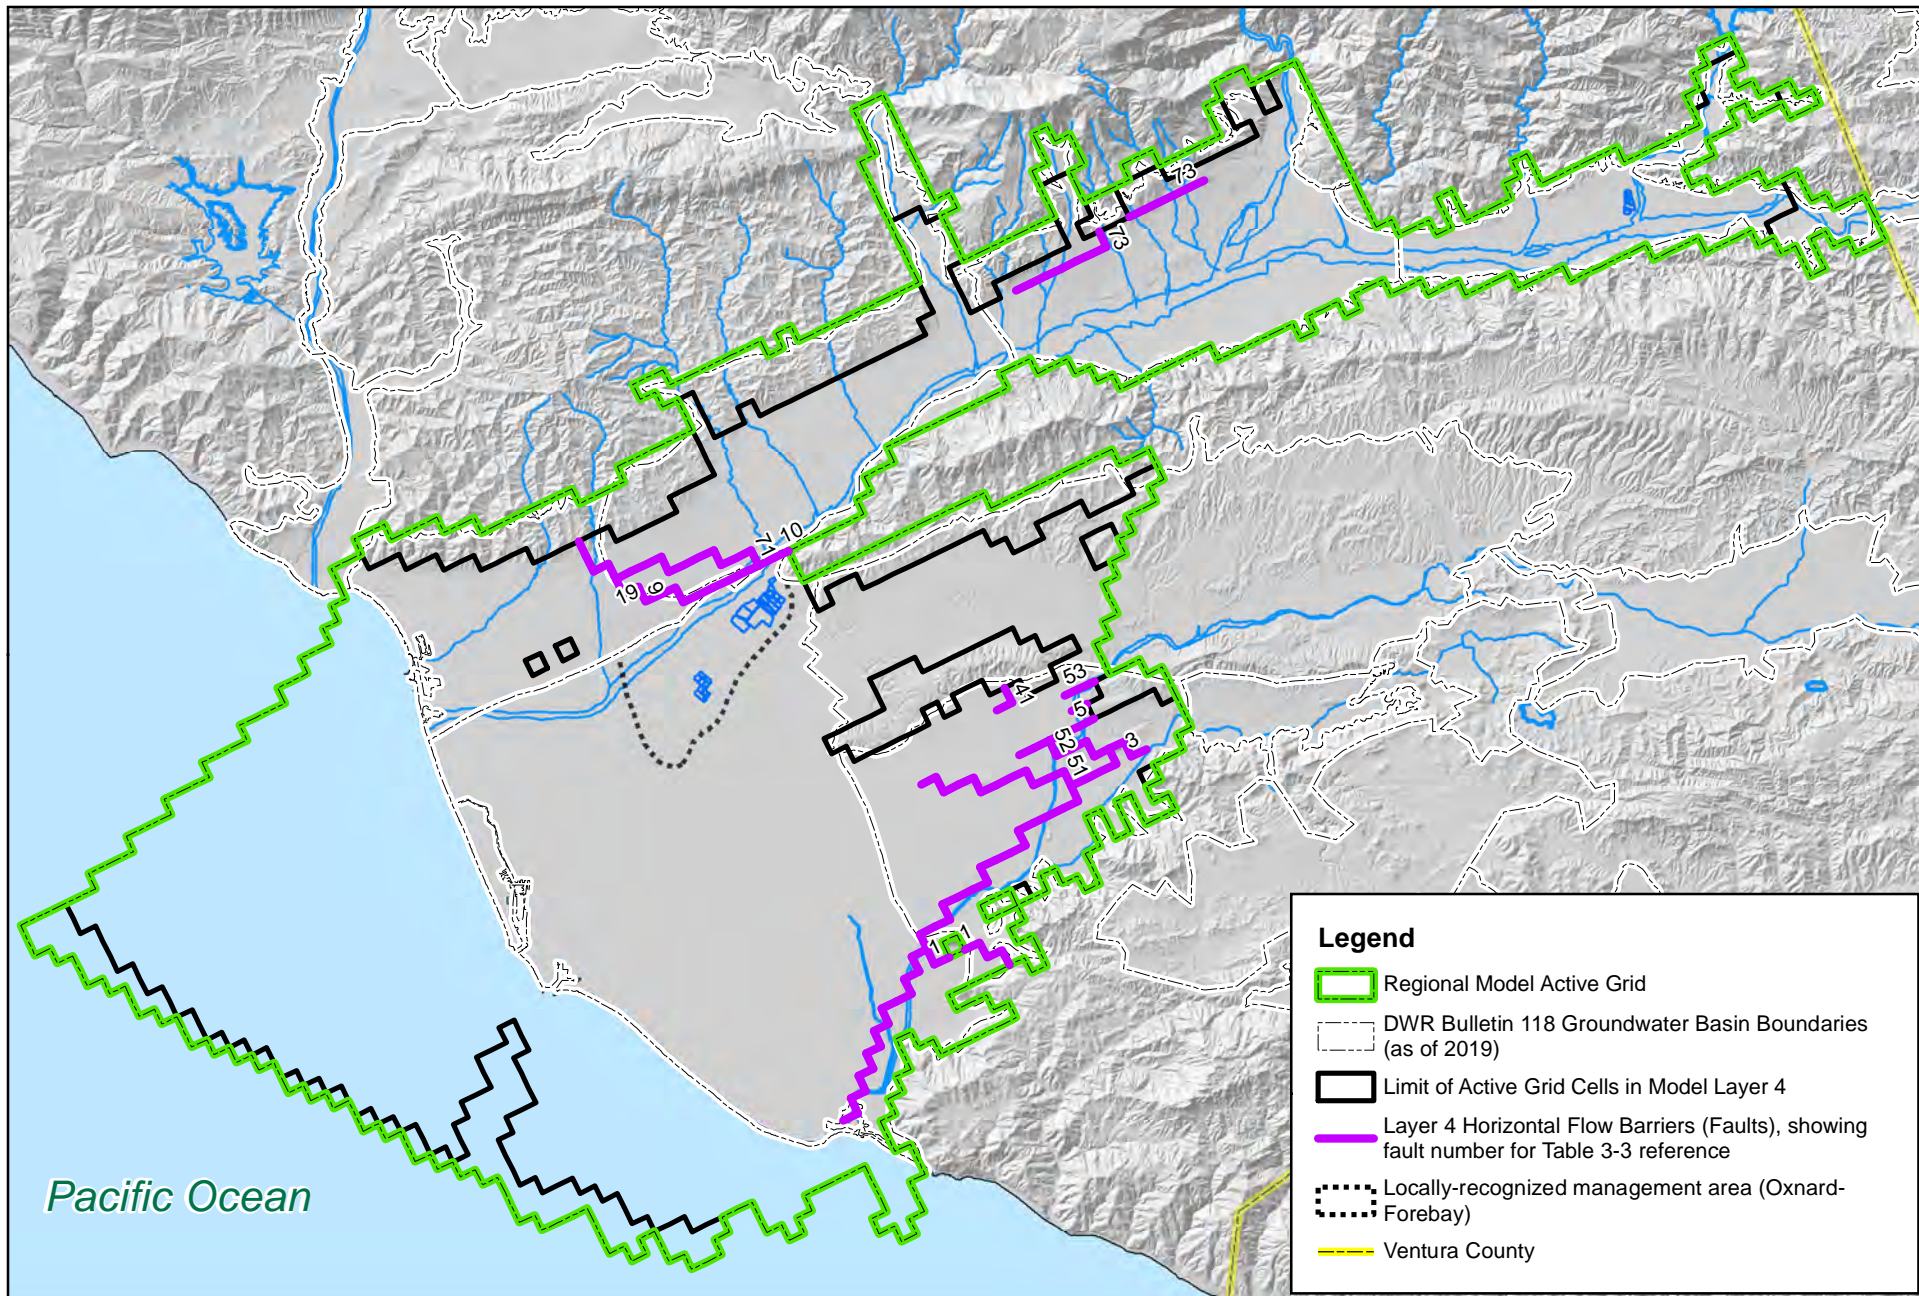 73
73
10
71
19
9
53
41
5
3
52
51
1
1
Pacific Ocean
Legend
Regional Model Active Grid
DWR Bulletin 118 Groundwater Basin Boundaries
(as of 2019)
Limit of Active Grid Cells in Model Layer 4
Layer 4 Horizontal Flow Barriers (Faults), showing
fault number for Table 3-3 reference
Locally-recognized management area (Oxnard-
Forebay)
Ventura County